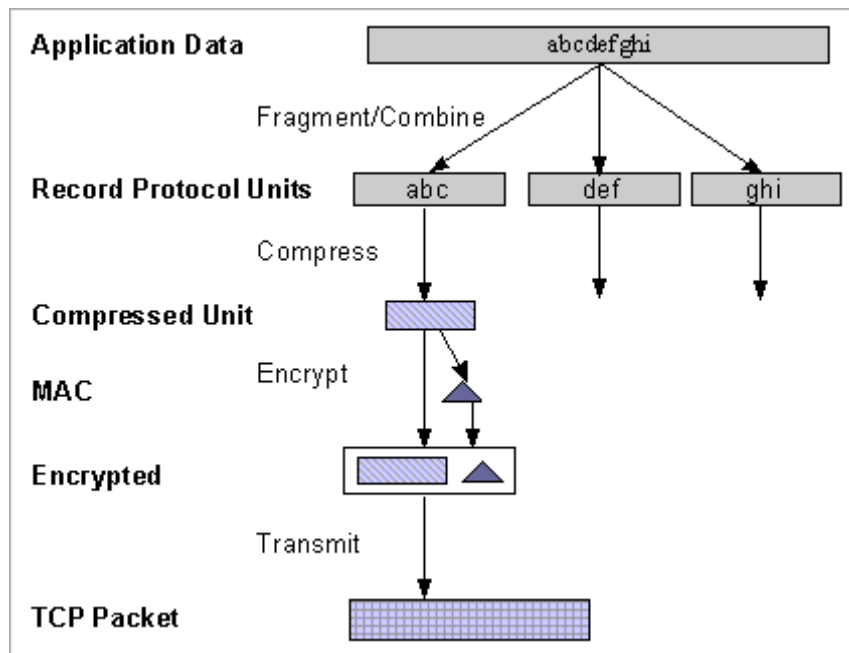 Application Data
abcdefghi
Fragment/Combine
Record Protocol Units
abc
def
ghi
Compress
Compressed Unit
Encrypt
MAC
Encrypted
Transmit
TCP Packet